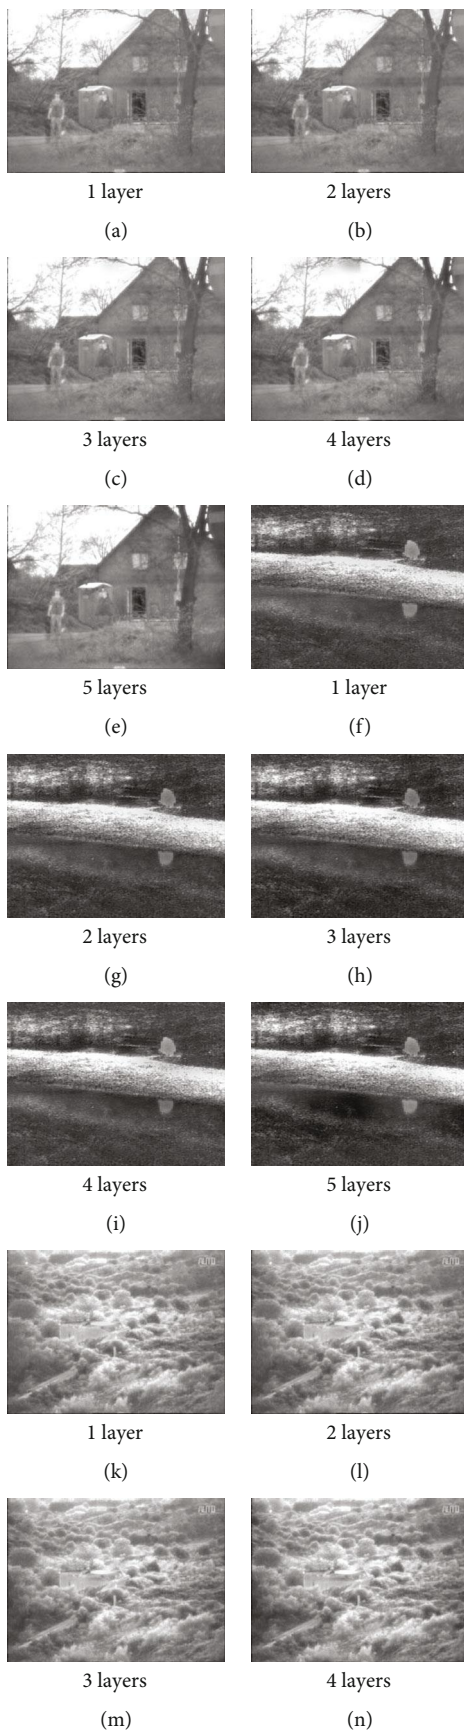 1 layer
2 layers
(a)
(b)
3 layers
4 layers
(c)
(d)
5 layers
1 layer
(e)
(f)
2 layers
3 layers
(g)
(h)
4 layers
5 layers
(i)
(j)
1 layer
2 layers
(k)
(l)
3 layers
4 layers
(m)
(n)